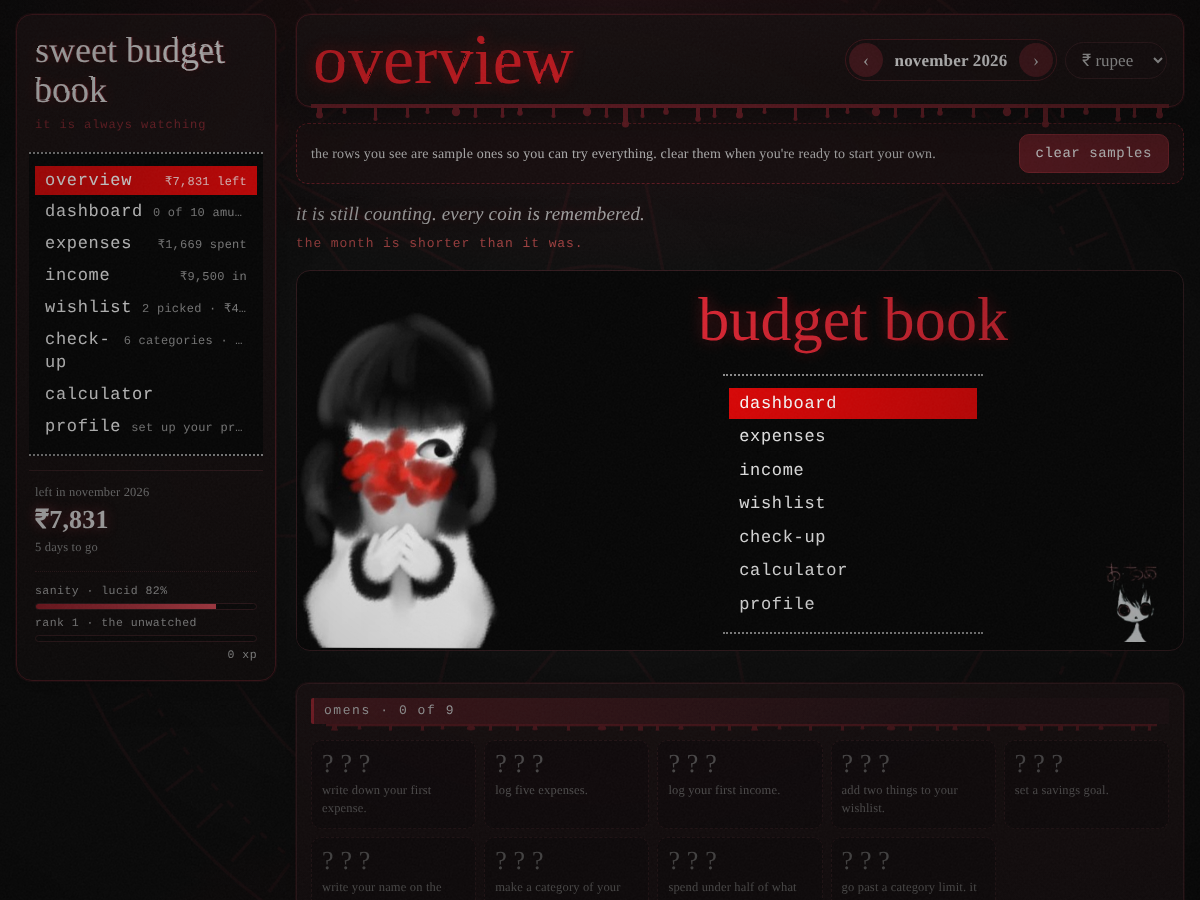 sweet budget
book
it is always watching
overview ₹7,831 left
dashboard 0 of 10 amu…
expenses ₹1,669 spent
income ₹9,500 in
wishlist 2 picked · ₹4…
check-up 6 categories · …
calculator
profile set up your pr…
left in november 2026
₹7,831
5 days to go
sanity · lucid 82%
rank 1 · the unwatched
0 xp
overview
‹ november 2026 ›
₹ rupee
the rows you see are sample ones so you can try everything. clear them when you're ready to start your own.
clear samples
it is still counting. every coin is remembered.
the month is shorter than it was.
budget book
dashboard
expenses
income
wishlist
check-up
calculator
profile
omens · 0 of 9
? ? ?
write down your first
expense.
? ? ?
log five expenses.
? ? ?
log your first income.
? ? ?
add two things to your
wishlist.
? ? ?
set a savings goal.
? ? ?
write your name on the
? ? ?
make a category of your
? ? ?
spend under half of what
? ? ?
go past a category limit. it